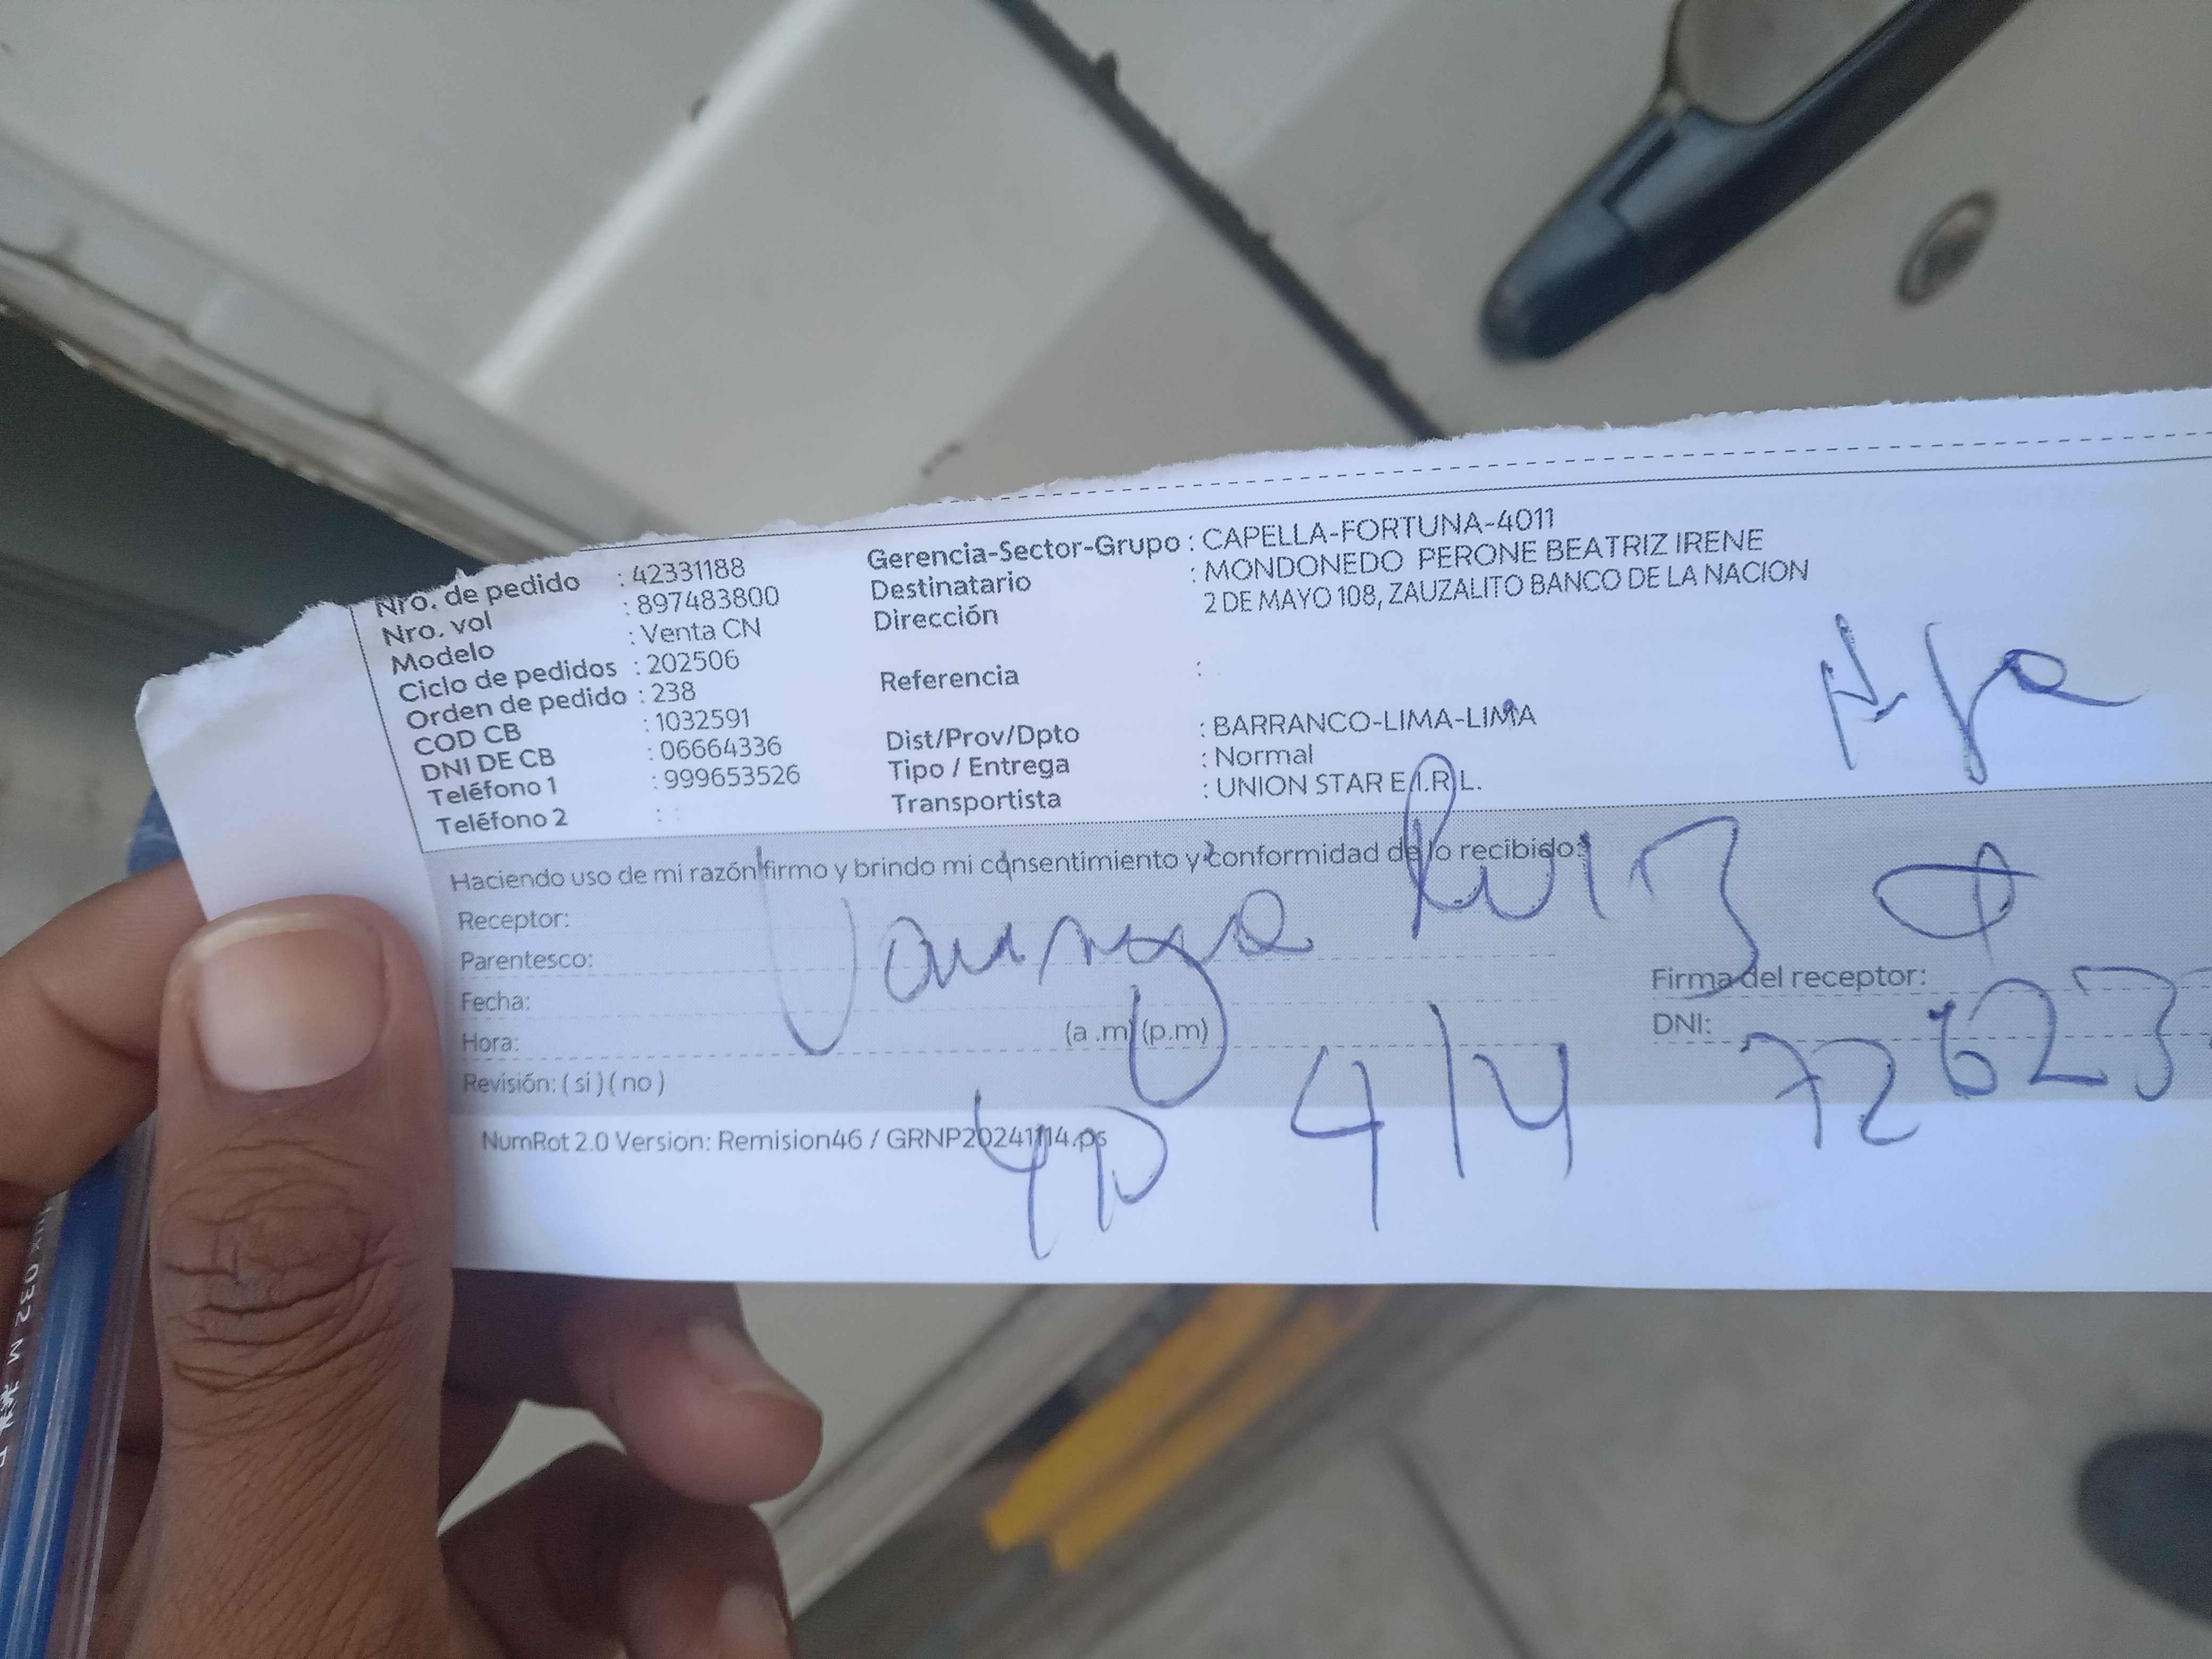 Nro. de pedido : 42331188
Nro. vol : 897483800
Modelo : Venta CN
Ciclo de pedidos : 202506
Orden de pedido : 238
COD CB : 1032591
DNI DE CB : 06664336
Teléfono 1 : 999653526
Teléfono 2 :
Gerencia-Sector-Grupo : CAPELLA-FORTUNA-4011
Destinatario : MONDONEDO PERONE BEATRIZ IRENE
Dirección : 2 DE MAYO 108, ZAUZALITO BANCO DE LA NACION
Referencia :
Dist/Prov/Dpto : BARRANCO-LIMA-LIMA
Tipo / Entrega : Normal
Transportista : UNION STAR E.I.R.L.
Haciendo uso de mi razón firmo y brindo mi consentimiento y conformidad de lo recibido:
Receptor:
Ruiz
Parentesco:
Fecha:
Hora: (a .m) (p.m)
Revisión: ( si ) ( no )
Firma del receptor:
DNI: 72623
4/4
NumRot 2.0 Version: Remision46 / GRNP20241114.ps
032 M